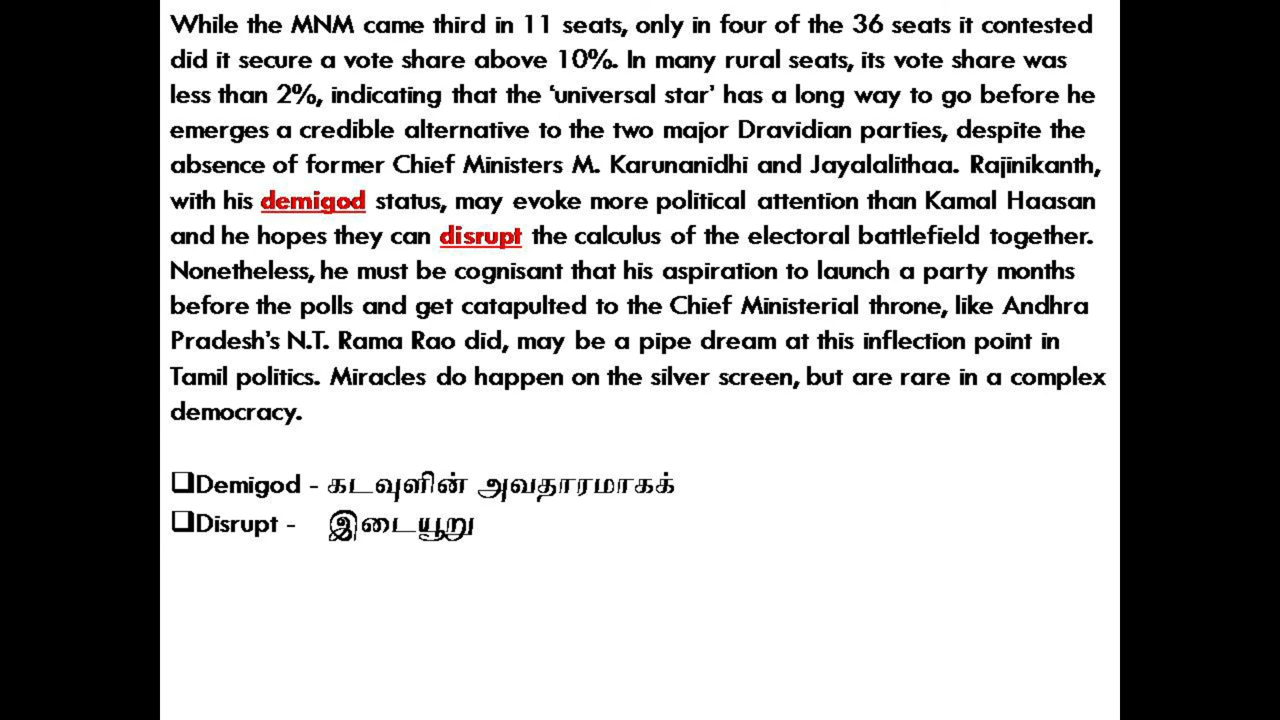 While the MNM came third in 11 seats, only in four of the 36 seats it contested
did it secure a vote share above 10%. In many rural seats, its vote share was
less than 2%, indicating that the ‘universal star’ has a long way to go before he
emerges a credible alternative to the two major Dravidian parties, despite the
absence of former Chief Ministers M. Karunanidhi and Jayalalithaa. Rajinikanth,
with his demigod status, may evoke more political attention than Kamal Haasan
and he hopes they can disrupt the calculus of the electoral battlefield together.
Nonetheless, he must be cognisant that his aspiration to launch a party months
before the polls and get catapulted to the Chief Ministerial throne, like Andhra
Pradesh’s N.T. Rama Rao did, may be a pipe dream at this inflection point in
Tamil politics. Miracles do happen on the silver screen, but are rare in a complex
democracy.
❑Demigod - கடவுளின் அவதாரமாகக்
❑Disrupt - இடையூறு